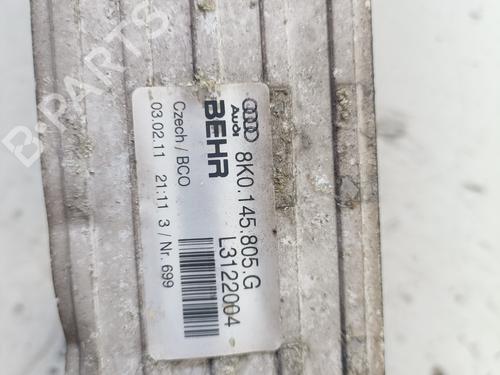 Audi 8K0.145.805.G
BEHR L3122004
Czech / BCO
03.02.11 21:11 3 / Nr. 699
B-PARTS